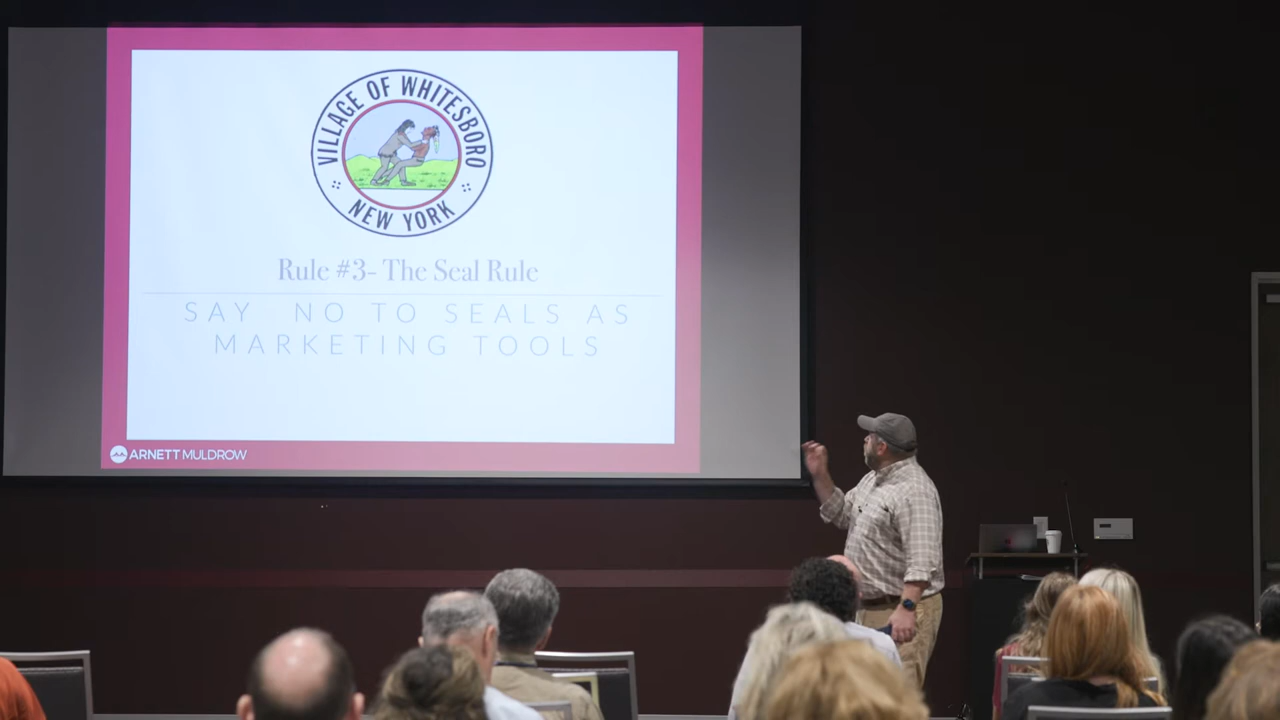 VILLAGE OF WHITESBORO
NEW YORK
Rule #3- The Seal Rule
SAY NO TO SEALS AS
MARKETING TOOLS
ARNETT MULDROW